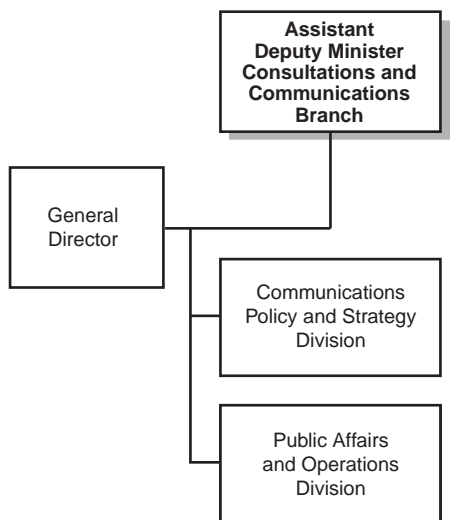 Assistant
Deputy Minister
Consultations and
Communications
Branch
General
Director
Communications
Policy and Strategy
Division
Public Affairs
and Operations
Division